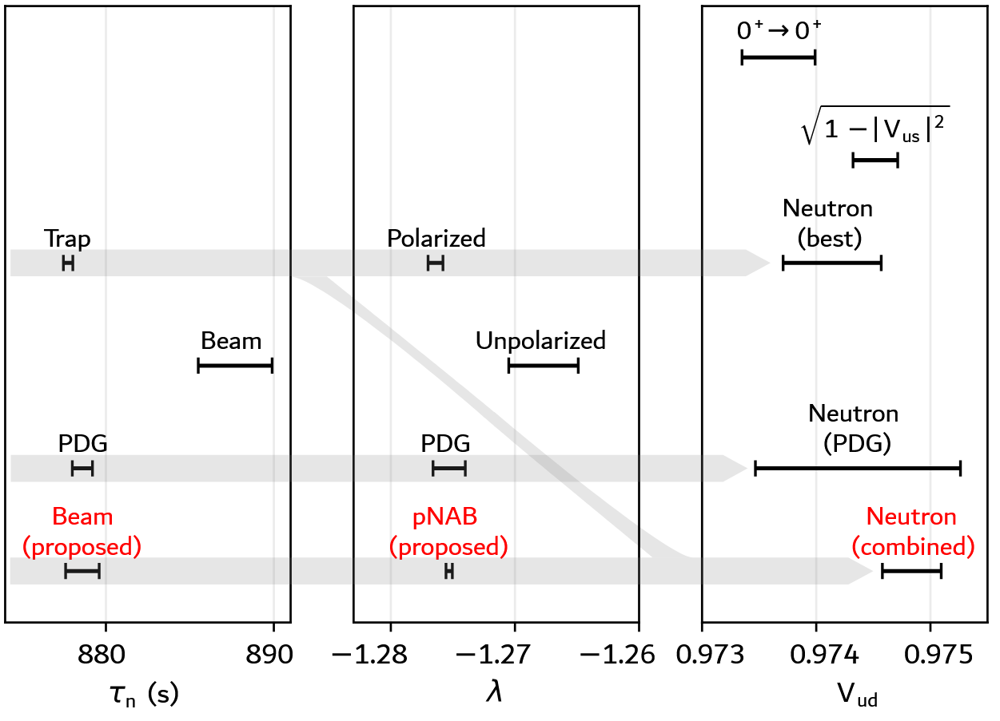 0⁺→0⁺
√1 −|V_us|²
Neutron
(best)
Trap
Polarized
Beam
Unpolarized
Neutron
(PDG)
PDG
PDG
Beam
(proposed)
pNAB
(proposed)
Neutron
(combined)
880
890
−1.28
−1.27
−1.26
0.973
0.974
0.975
τ_n (s)
λ
V_ud